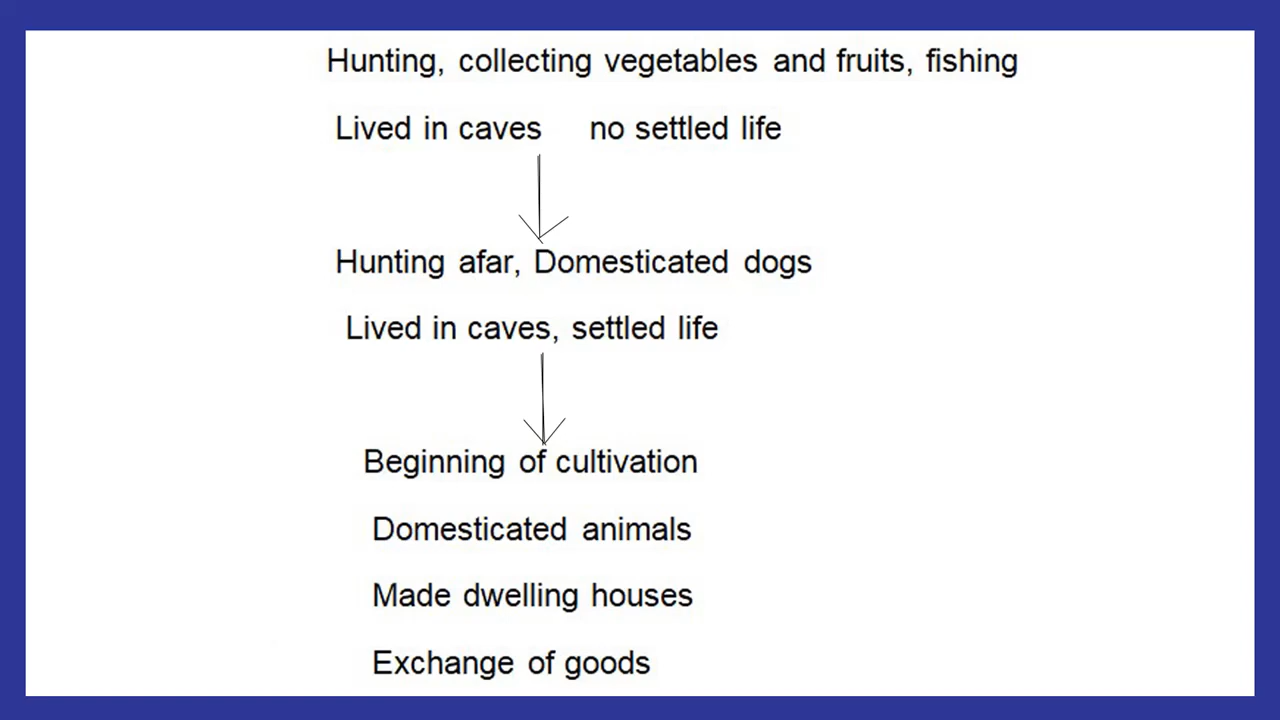 Hunting, collecting vegetables and fruits, fishing
Lived in caves no settled life
Hunting afar, Domesticated dogs
Lived in caves, settled life
Beginning of cultivation
Domesticated animals
Made dwelling houses
Exchange of goods